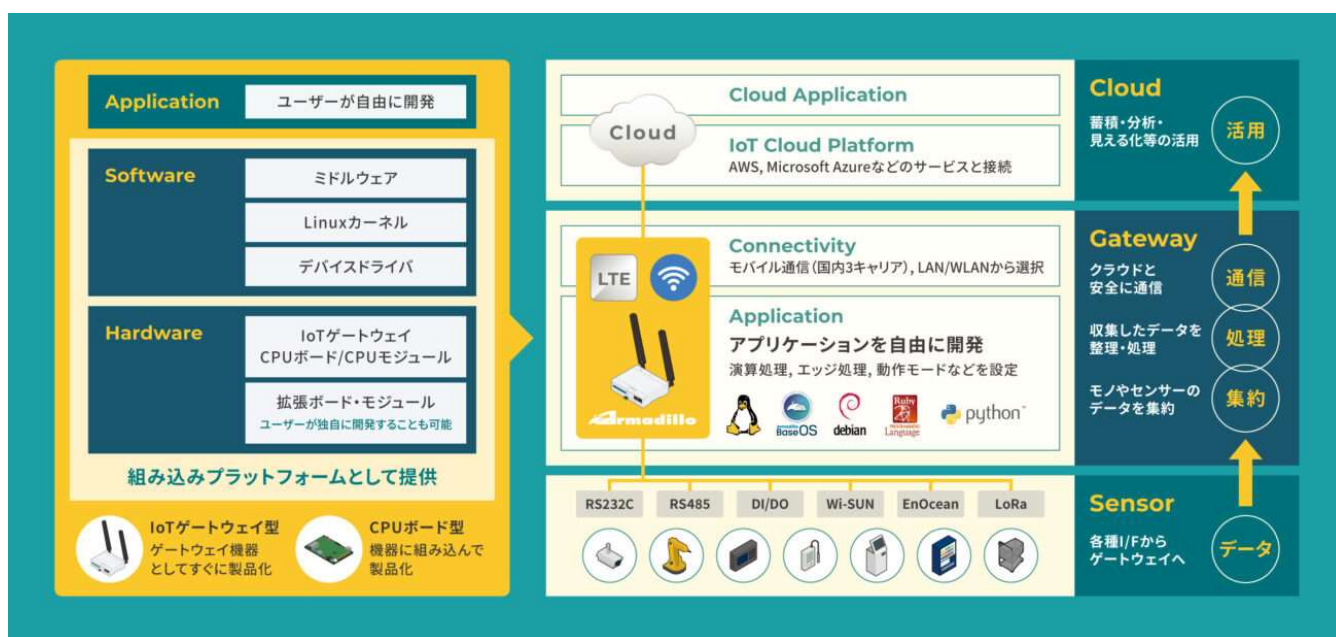 Application
ユーザーが自由に開発
Software
ミドルウェア
Linuxカーネル
デバイスドライバ
Hardware
IoTゲートウェイ
CPUボード/CPUモジュール
拡張ボード・モジュール
ユーザーが独自に開発することも可能
組み込みプラットフォームとして提供
IoTゲートウェイ型
ゲートウェイ機器
としてすぐに製品化
CPUボード型
機器に組み込んで
製品化
Cloud
Cloud Application
IoT Cloud Platform
AWS, Microsoft Azureなどのサービスと接続
LTE
Armadillo
Connectivity
モバイル通信（国内3キャリア）, LAN/WLANから選択
Application
アプリケーションを自由に開発
演算処理, エッジ処理, 動作モードなどを設定
BaseOS
debian
Ruby
Language
python
RS232C
RS485
DI/DO
Wi-SUN
EnOcean
LoRa
Cloud
蓄積・分析・
見える化等の活用
活用
Gateway
クラウドと
安全に通信
通信
収集したデータを
整理・処理
処理
モノやセンサーの
データを集約
集約
Sensor
各種I/Fから
ゲートウェイへ
データ